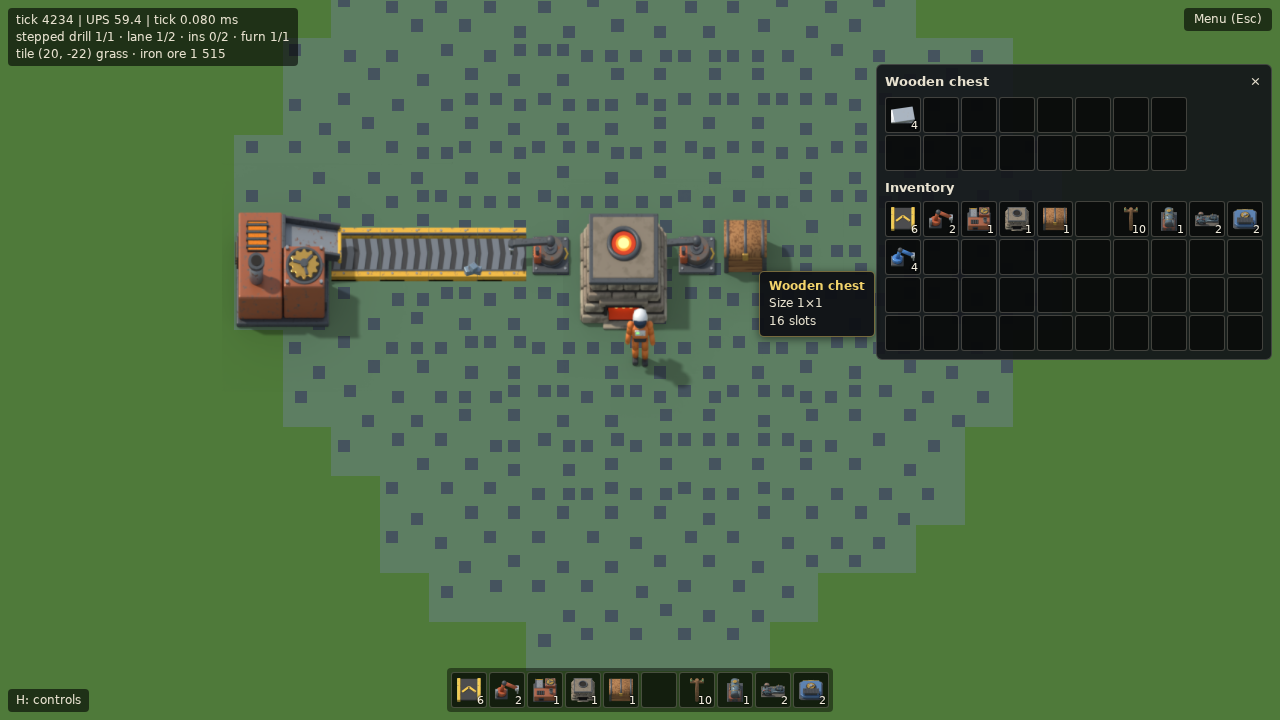 tick 4234 | UPS 59.4 | tick 0.080 ms
stepped drill 1/1 · lane 1/2 · ins 0/2 · furn 1/1
tile (20, -22) grass · iron ore 1 515
Menu (Esc)
Wooden chest
×
4
Inventory
6 2 1 1 1 10 1 2 2
4
Wooden chest
Size 1×1
16 slots
H: controls
6 2 1 1 1 10 1 2 2